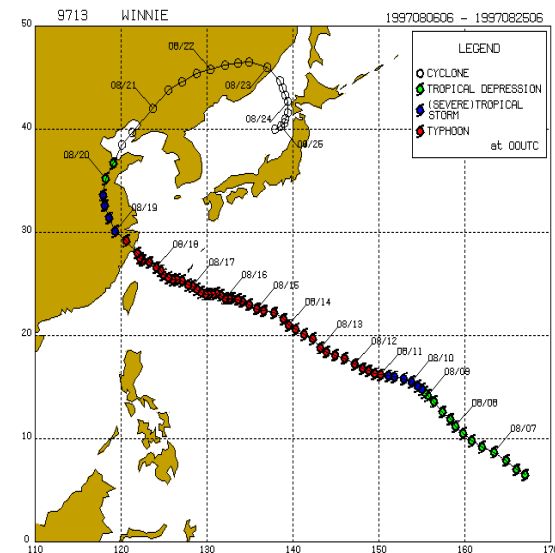 9713 WINNIE 1997080606 - 1997082506
50
LEGEND
CYCLONE
TROPICAL DEPRESSION
(SEVERE)TROPICAL
STORM
TYPHOON
at 00UTC
08/22
08/21
08/23
08/24
40
08/25
08/20
08/19
30
08/18
08/17
08/16
08/15
08/14
20
08/13
08/12
08/11
08/10
08/09
08/08
10
08/07
0
110 120 130 140 150 160 170